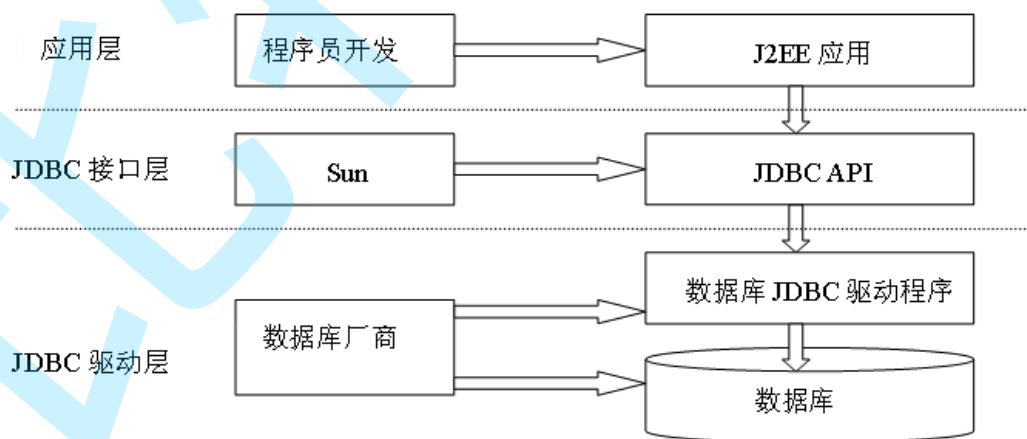 应用层
程序员开发
J2EE 应用
JDBC 接口层
Sun
JDBC API
数据库 JDBC 驱动程序
数据库厂商
JDBC 驱动层
数据库